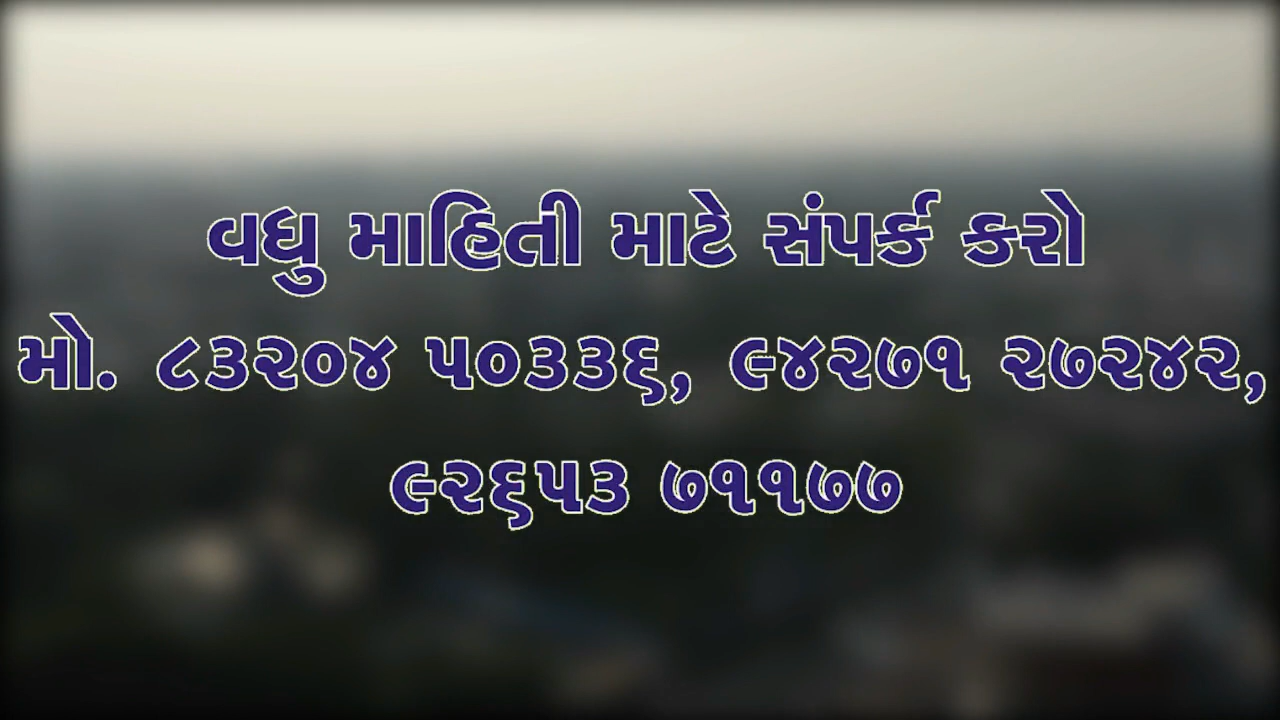 વધુ માહિતી માટે સંપર્ક કરો
મો. ૮૩૨૦૪ ૫૦૩૩૬, ૯૪૨૭૧ ૨૭૨૪૨,
૯૨૬૫૩ ૭૧૧૭૭